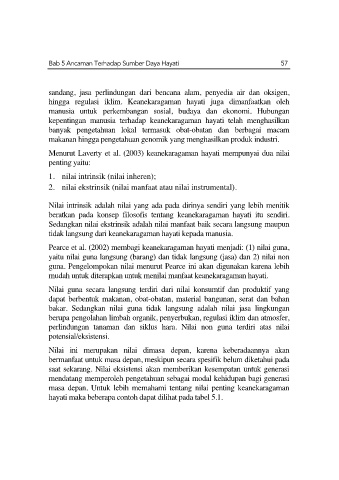 Bab 5 Ancaman Terhadap Sumber Daya Hayati 57
sandang, jasa perlindungan dari bencana alam, penyedia air dan oksigen,
hingga regulasi iklim. Keanekaragaman hayati juga dimanfaatkan oleh
manusia untuk perkembangan sosial, budaya dan ekonomi. Hubungan
kepentingan manusia terhadap keanekaragaman hayati telah menghasilkan
banyak pengetahuan lokal termasuk obat-obatan dan berbagai macam
makanan hingga pengetahuan genomik yang menghasilkan produk industri.
Menurut Laverty et al. (2003) keanekaragaman hayati mempunyai dua nilai
penting yaitu:
1. nilai intrinsik (nilai inheren);
2. nilai ekstrinsik (nilai manfaat atau nilai instrumental).
Nilai intrinsik adalah nilai yang ada pada dirinya sendiri yang lebih menitik
beratkan pada konsep filosofis tentang keanekaragaman hayati itu sendiri.
Sedangkan nilai ekstrinsik adalah nilai manfaat baik secara langsung maupun
tidak langsung dari keanekaragaman hayati kepada manusia.
Pearce et al. (2002) membagi keanekaragaman hayati menjadi: (1) nilai guna,
yaitu nilai guna langsung (barang) dan tidak langsung (jasa) dan 2) nilai non
guna. Pengelompokan nilai menurut Pearce ini akan digunakan karena lebih
mudah untuk diterapkan untuk menilai manfaat keanekaragaman hayati.
Nilai guna secara langsung terdiri dari nilai konsumtif dan produktif yang
dapat berbentuk makanan, obat-obatan, material bangunan, serat dan bahan
bakar. Sedangkan nilai guna tidak langsung adalah nilai jasa lingkungan
berupa pengolahan limbah organik, penyerbukan, regulasi iklim dan atmosfer,
perlindungan tanaman dan siklus hara. Nilai non guna terdiri atas nilai
potensial/eksistensi.
Nilai ini merupakan nilai dimasa depan, karena keberadaannya akan
bermanfaat untuk masa depan, meskipun secara spesifik belum diketahui pada
saat sekarang. Nilai eksistensi akan memberikan kesempatan untuk generasi
mendatang memperoleh pengetahuan sebagai modal kehidupan bagi generasi
masa depan. Untuk lebih memahami tentang nilai penting keanekaragaman
hayati maka beberapa contoh dapat dilihat pada tabel 5.1.